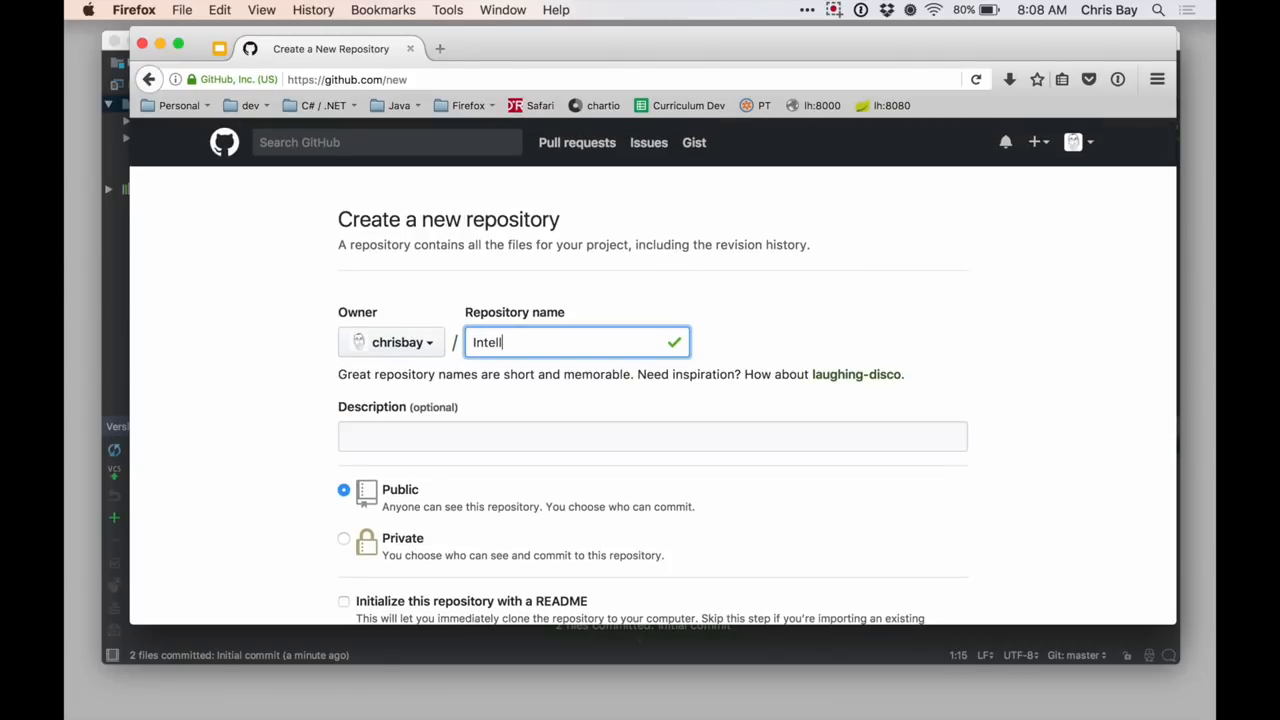 Firefox File Edit View History Bookmarks Tools Window Help 80% 8:08 AM Chris Bay
Create a New Repository
GitHub, Inc. (US) https://github.com/new
Personal dev C# / .NET Java Firefox Safari chartio Curriculum Dev PT lh:8000 lh:8080
Search GitHub Pull requests Issues Gist
Create a new repository
A repository contains all the files for your project, including the revision history.
Owner Repository name
chrisbay / Intell
Great repository names are short and memorable. Need inspiration? How about laughing-disco.
Description (optional)
Versi
VCS
Public
Anyone can see this repository. You choose who can commit.
Private
You choose who can see and commit to this repository.
Initialize this repository with a README
This will let you immediately clone the repository to your computer. Skip this step if you're importing an existing
2 files committed: Initial commit
2 files committed: Initial commit (a minute ago) 1:15 LF UTF-8 Git: master